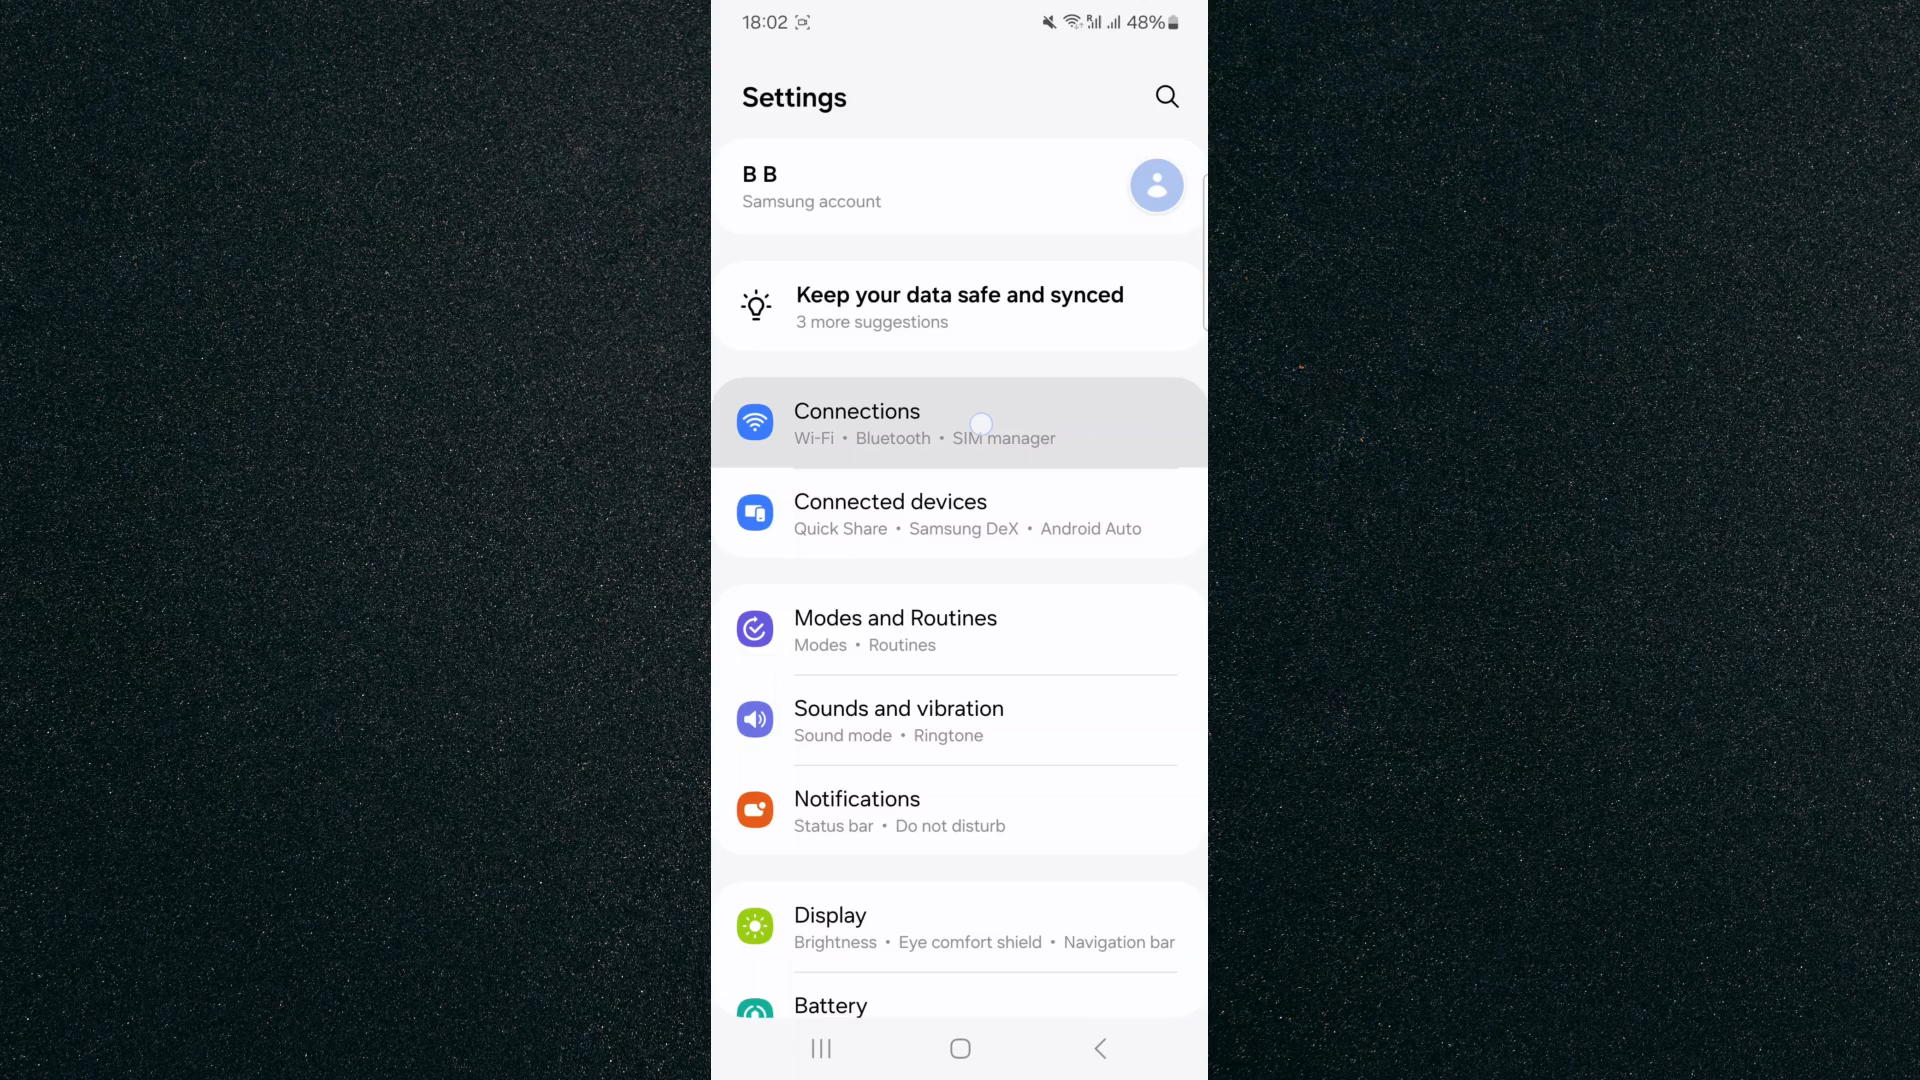 18:02
48%
Settings
B B
Samsung account
Keep your data safe and synced
3 more suggestions
Connections
Wi-Fi • Bluetooth • SIM manager
Connected devices
Quick Share • Samsung DeX • Android Auto
Modes and Routines
Modes • Routines
Sounds and vibration
Sound mode • Ringtone
Notifications
Status bar • Do not disturb
Display
Brightness • Eye comfort shield • Navigation bar
Battery